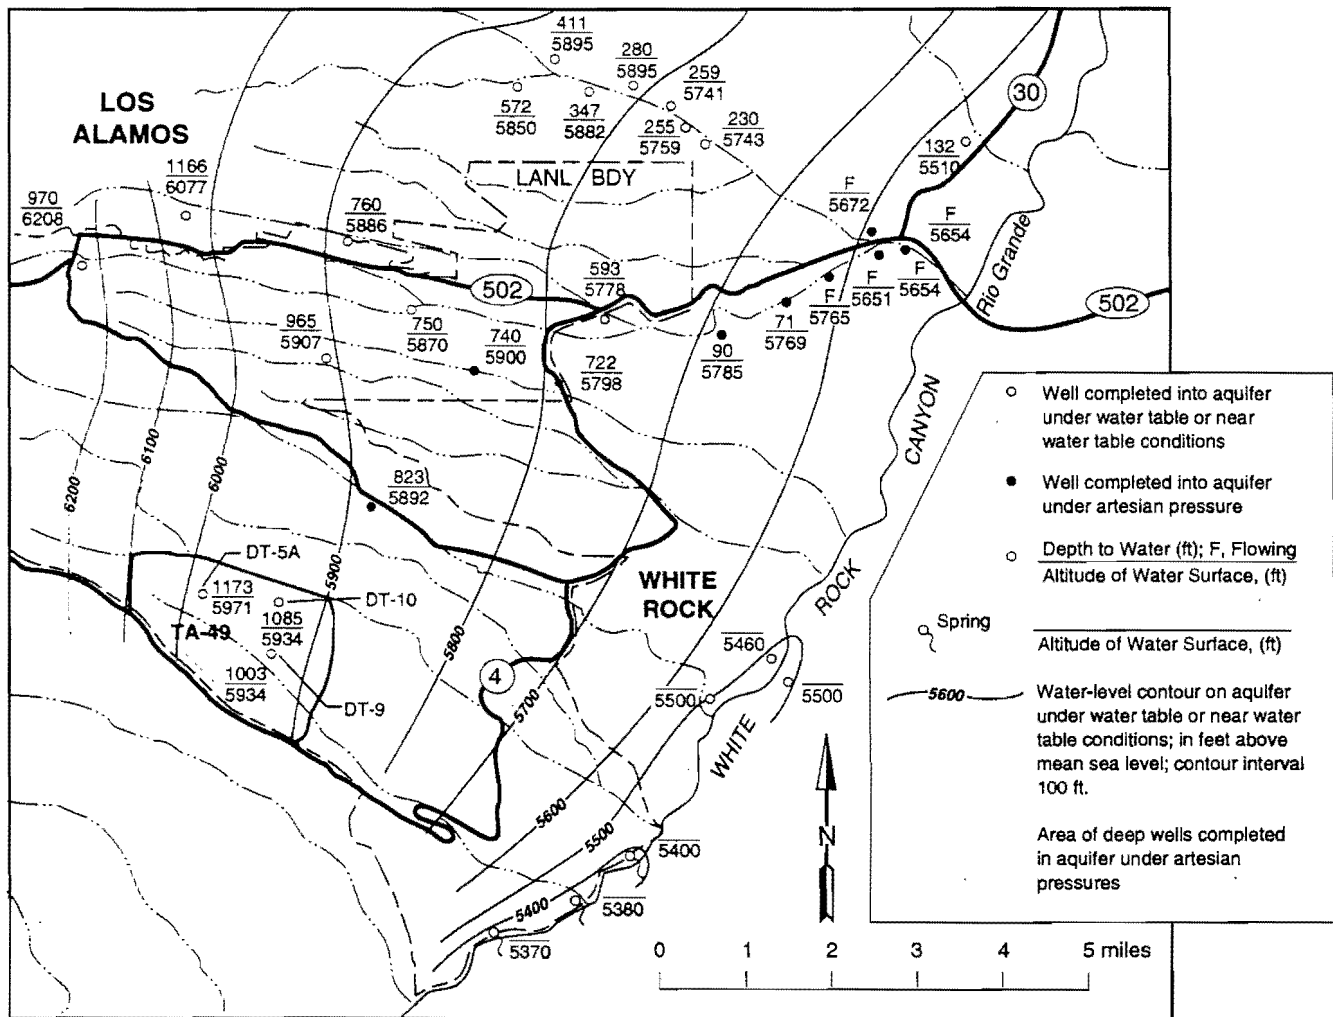 411
5895
280
5895
259
5741
572
5850
347
5882
255
5759
230
5743
LOS
ALAMOS
30
132
5510
1166
6077
LANL BDY
970
6208
760
5886
F
5672
F
5654
Rio Grande
593
5778
502
F
5654
F
5651
F
5765
502
71
5769
965
5907
750
5870
740
5900
90
5785
722
5798
CANYON
Well completed into aquifer
under water table or near
water table conditions
6100
6000
6200
823
5892
Well completed into aquifer
under artesian pressure
DT-5A
5900
Depth to Water (ft); F, Flowing
Altitude of Water Surface, (ft)
WHITE
ROCK
ROCK
1173
5971
DT-10
1085
5934
TA-49
5800
Spring
Altitude of Water Surface, (ft)
5460
1003
5934
4
5700
5500
5500
DT-9
5600
Water-level contour on aquifer
under water table or near water
table conditions; in feet above
mean sea level; contour interval
100 ft.
WHITE
5600
5500
N
5400
Area of deep wells completed
in aquifer under artesian
pressures
5400
5380
5370
0 1 2 3 4 5 miles